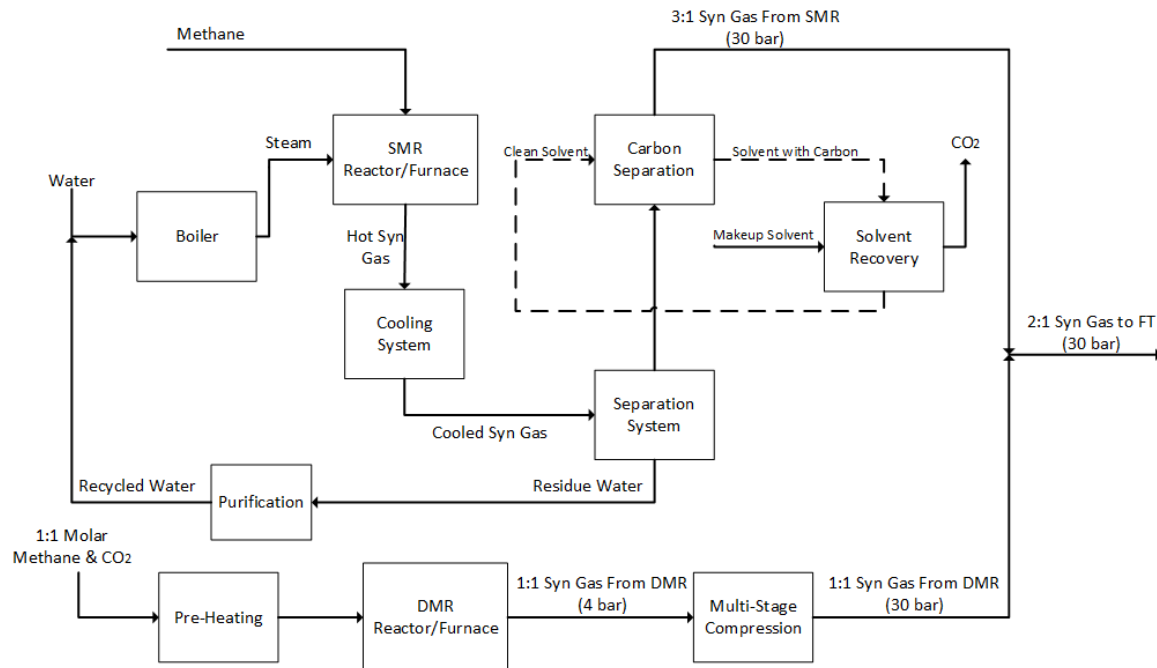 3:1 Syn Gas From SMR
(30 bar)
Methane
Steam
SMR
Reactor/Furnace
Clean Solvent
Carbon
Separation
Solvent with Carbon
CO2
Water
Boiler
Hot Syn
Gas
Makeup Solvent
Solvent
Recovery
Cooling
System
2:1 Syn Gas to FT
(30 bar)
Cooled Syn Gas
Separation
System
Recycled Water
Purification
Residue Water
1:1 Molar
Methane & CO2
Pre-Heating
DMR
Reactor/Furnace
1:1 Syn Gas From DMR
(4 bar)
Multi-Stage
Compression
1:1 Syn Gas From DMR
(30 bar)